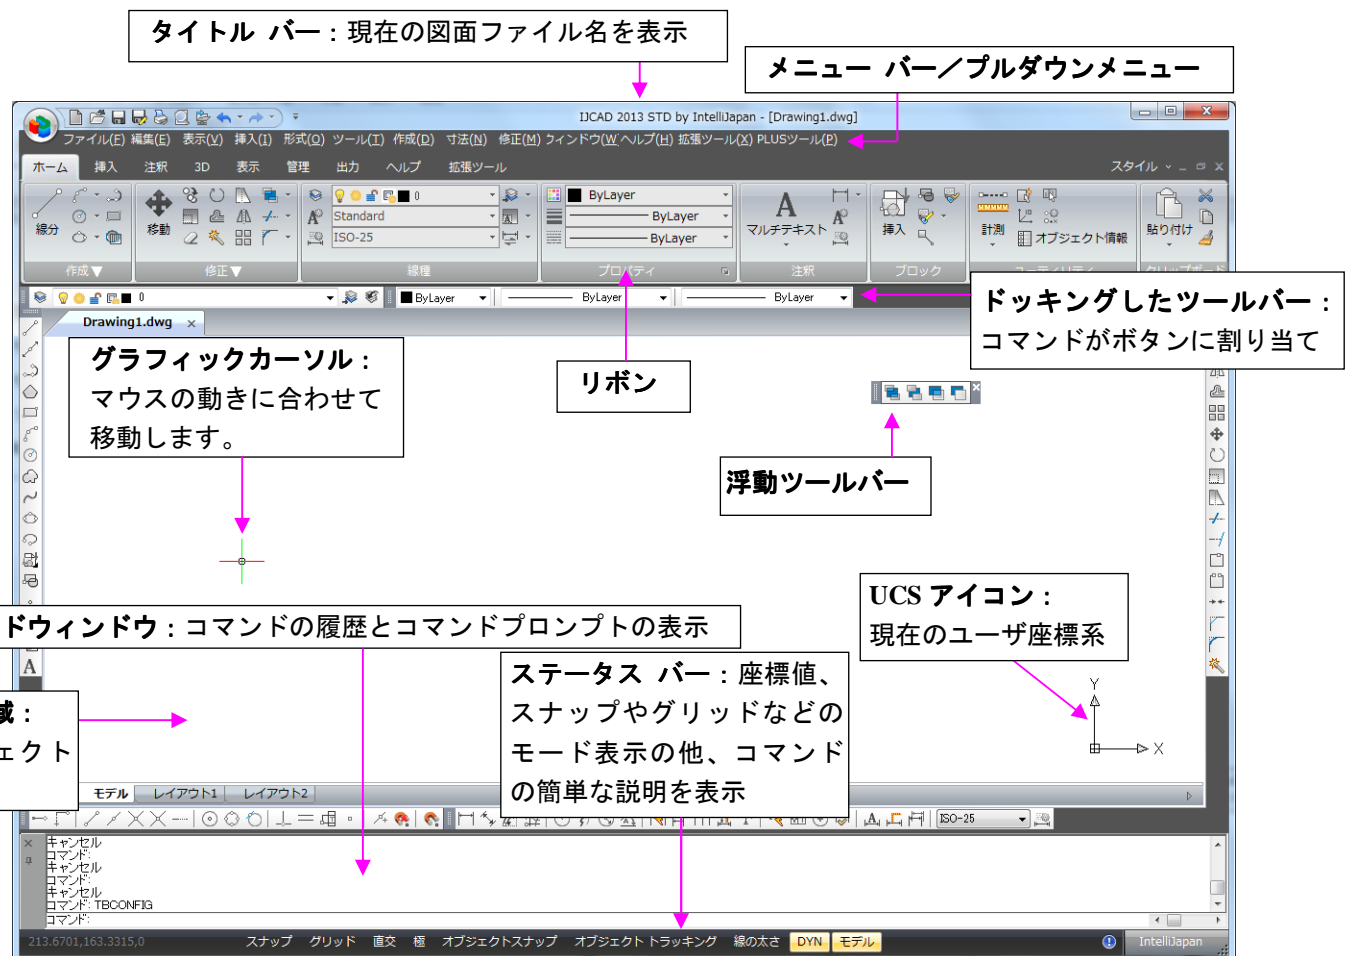 タイトル バー：現在の図面ファイル名を表示
メニュー バー／プルダウンメニュー
IJCAD 2013 STD by IntelliJapan - [Drawing1.dwg]
ファイル(F) 編集(E) 表示(V) 挿入(I) 形式(O) ツール(T) 作成(D) 寸法(N) 修正(M) ウィンドウ(W ヘルプ(H) 拡張ツール(X) PLUSツール(P)
ホーム 挿入 注釈 3D 表示 管理 出力 ヘルプ 拡張ツール スタイル
0 ByLayer
Standard ByLayer
ISO-25 ByLayer
線分 移動 マルチテキスト 挿入 計測 オブジェクト情報 貼り付け
作成▼ 修正▼ 線種 プロパティ 注釈 ブロック
0 ByLayer ByLayer ByLayer
ドッキングしたツールバー：
コマンドがボタンに割り当て
Drawing1.dwg
グラフィックカーソル：
マウスの動きに合わせて
移動します。
リボン
浮動ツールバー
UCS アイコン：
現在のユーザ座標系
ドウィンドウ：コマンドの履歴とコマンドプロンプトの表示
ステータス バー：座標値、
スナップやグリッドなどの
モード表示の他、コマンド
の簡単な説明を表示
域：
ェクト
A
Y
X
モデル レイアウト1 レイアウト2
ISO-25
キャンセル
コマンド:
キャンセル
コマンド:
キャンセル
コマンド: TBCONFIG
コマンド:
213.6701,163.3315,0 スナップ グリッド 直交 極 オブジェクトスナップ オブジェクト トラッキング 線の太さ DYN モデル IntelliJapan